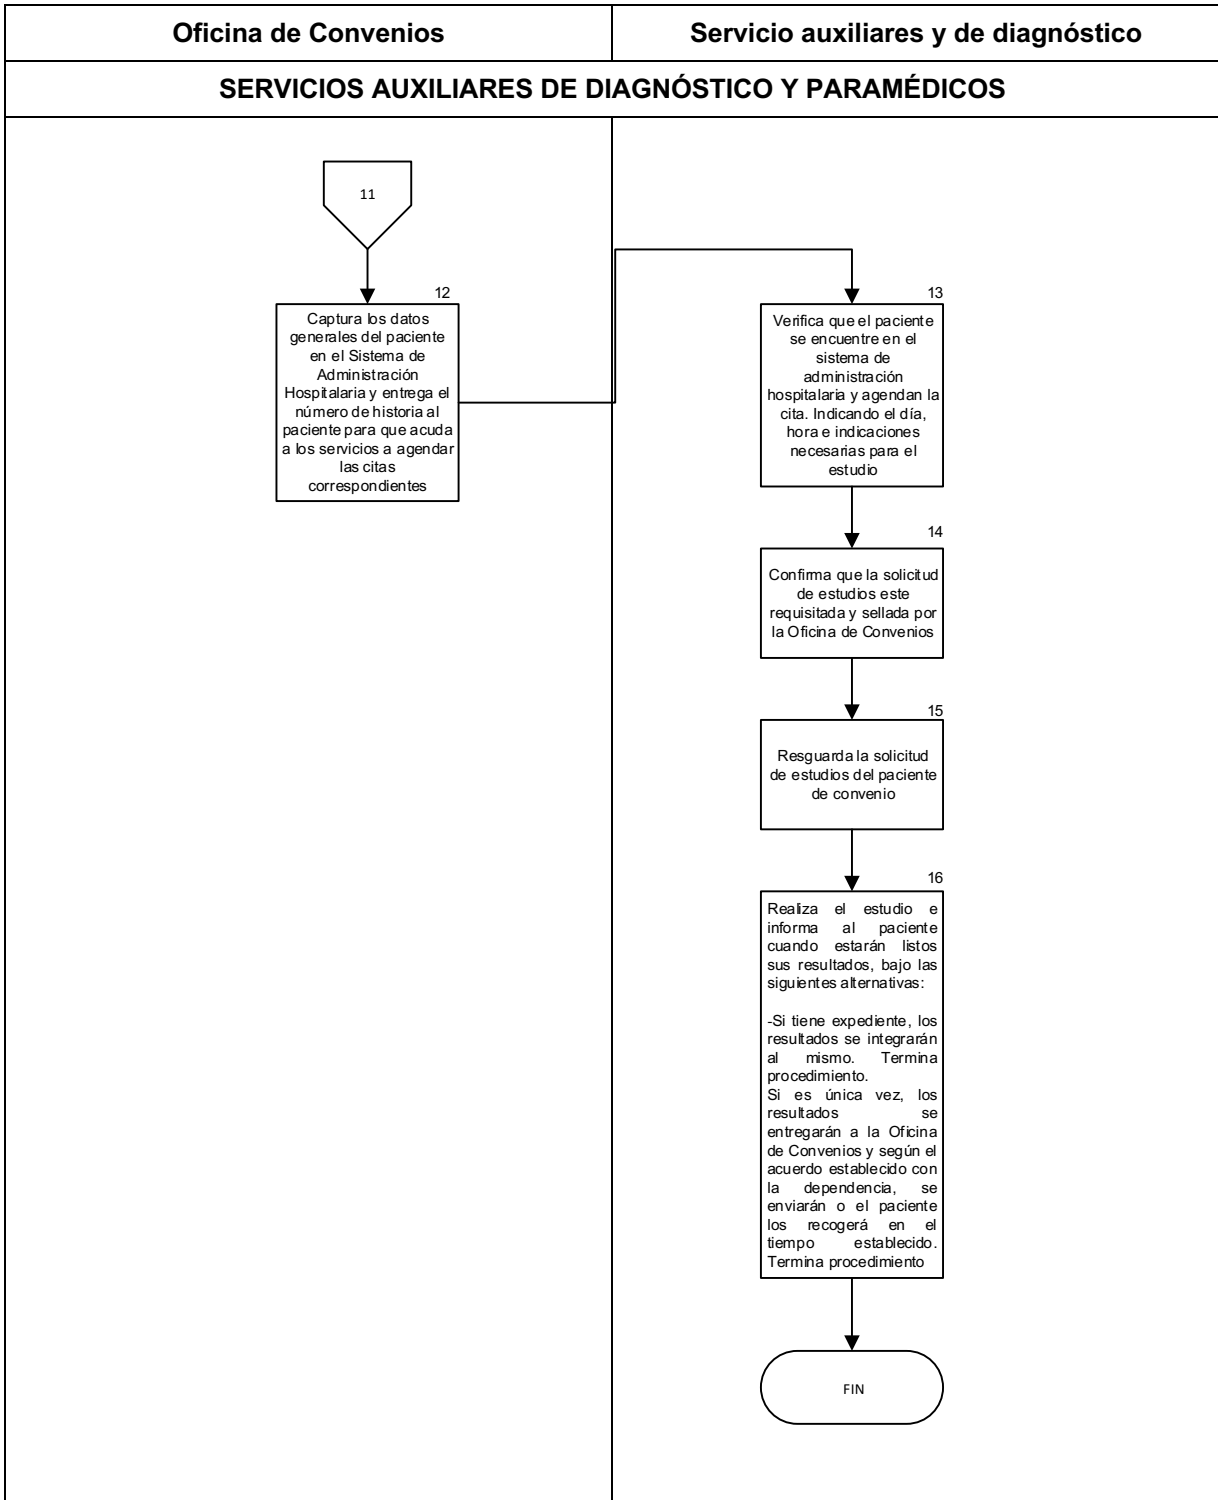 Oficina de Convenios
Servicio auxiliares y de diagnóstico
SERVICIOS AUXILIARES DE DIAGNÓSTICO Y PARAMÉDICOS
11
12
Captura los datos
generales del paciente
en el Sistema de
Administración
Hospitalaria y entrega el
número de historia al
paciente para que acuda
a los servicios a agendar
las citas
correspondientes
13
Verifica que el paciente
se encuentre en el
sistema de
administración
hospitalaria y agendan la
cita. Indicando el día,
hora e indicaciones
necesarias para el
estudio
14
Confirma que la solicitud
de estudios este
requisitada y sellada por
la Oficina de Convenios
15
Resguarda la solicitud
de estudios del paciente
de convenio
16
Realiza el estudio e
informa al paciente
cuando estarán listos
sus resultados, bajo las
siguientes alternativas:
-Si tiene expediente, los
resultados se integrarán
al mismo. Termina
procedimiento.
Si es única vez, los
resultados se
entregarán a la Oficina
de Convenios y según el
acuerdo establecido con
la dependencia, se
enviarán o el paciente
los recogerá en el
tiempo establecido.
Termina procedimiento
FIN